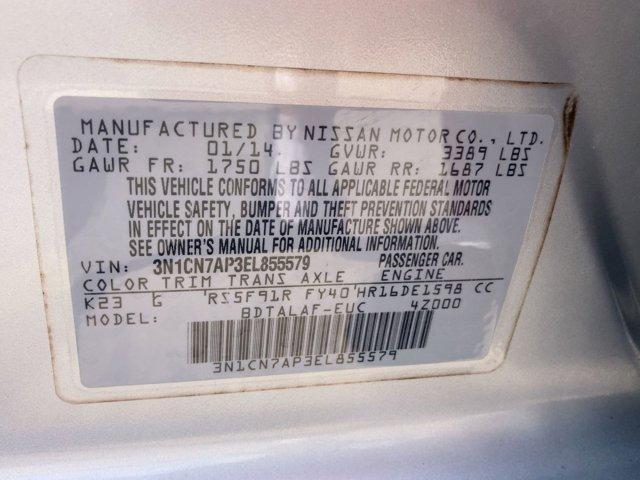 MANUFACTURED BY NISSAN MOTOR CO., LTD.
DATE: 01/14. GVWR: 3389 LBS
GAWR FR: 1750 LBS GAWR RR: 1687 LBS
THIS VEHICLE CONFORMS TO ALL APPLICABLE FEDERAL MOTOR
VEHICLE SAFETY, BUMPER AND THEFT PREVENTION STANDARDS
IN EFFECT ON THE DATE OF MANUFACTURE SHOWN ABOVE.
SEE OWNER'S MANUAL FOR ADDITIONAL INFORMATION.
VIN: 3N1CN7AP3EL855579 PASSENGER CAR.
COLOR TRIM TRANS AXLE ENGINE
K23 G RS5F91R FY40 HR16DE1598 CC
MODEL: BDTALAF-EUC 4Z000
3N1CN7AP3EL855579